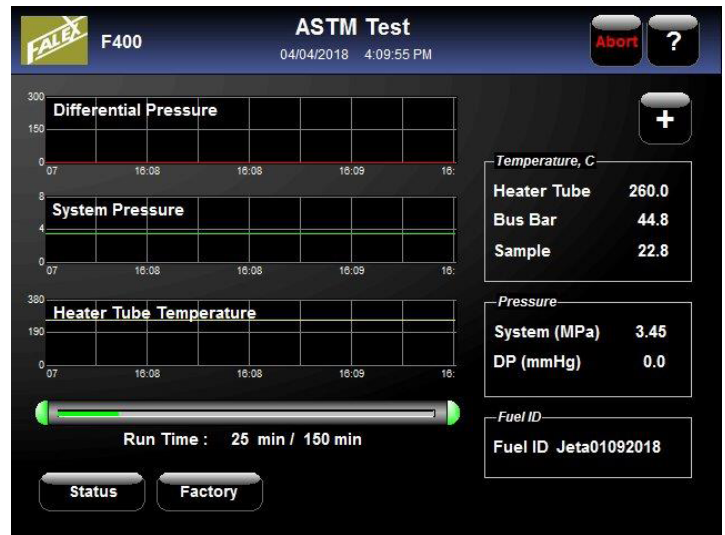 FALEX
F400
ASTM Test
04/04/2018 4:09:55 PM
Abort
?
+
300
Differential Pressure
150
0
07 16:08 16:08 16:09 16:
8
System Pressure
4
0
07 16:08 16:08 16:09 16:
380
Heater Tube Temperature
190
0
07 16:08 16:08 16:09 16:
Run Time : 25 min / 150 min
Status
Factory
Temperature, C
Heater Tube 260.0
Bus Bar 44.8
Sample 22.8
Pressure
System (MPa) 3.45
DP (mmHg) 0.0
Fuel ID
Fuel ID Jeta01092018